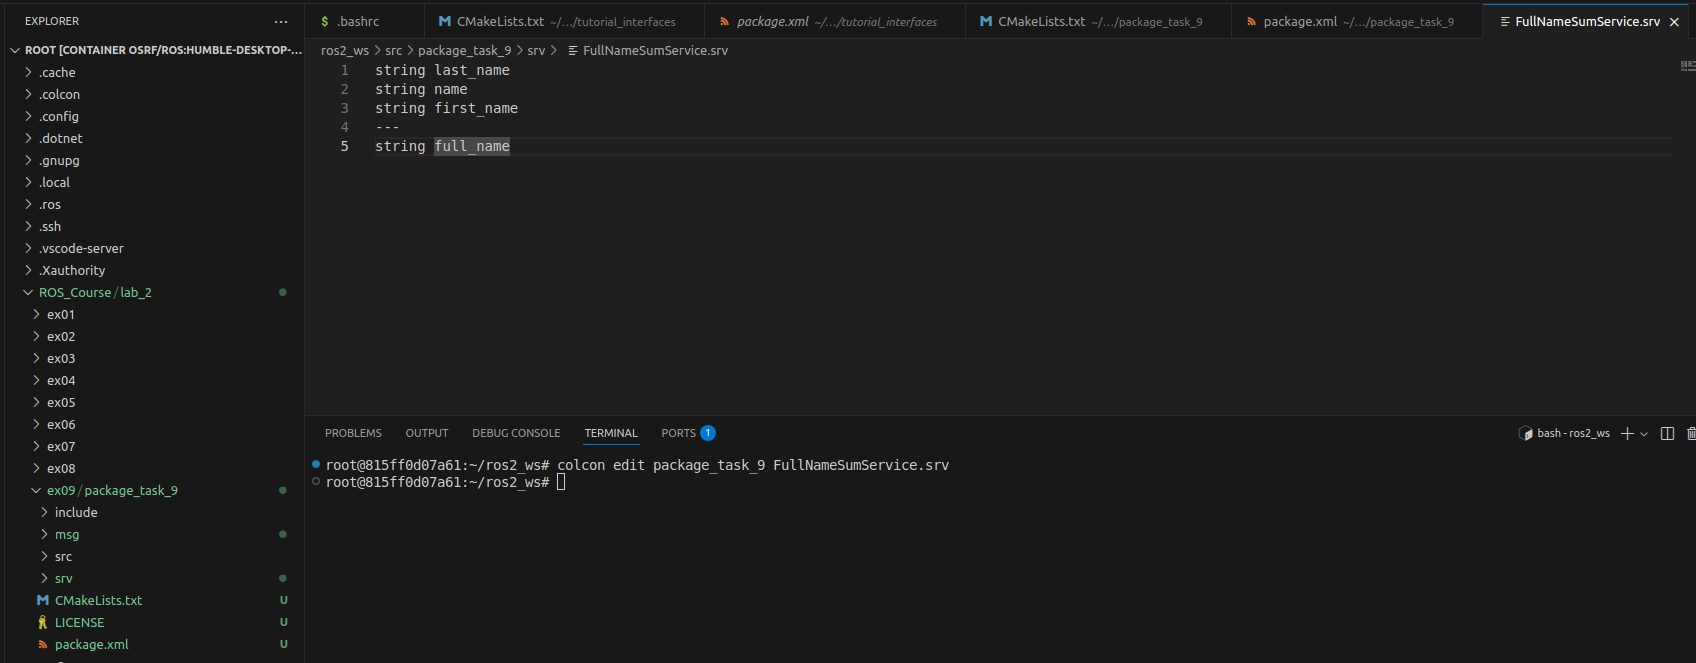 EXPLORER
ROOT [CONTAINER OSRF/ROS:HUMBLE-DESKTOP-...
.cache
.colcon
.config
.dotnet
.gnupg
.local
.ros
.ssh
.vscode-server
.Xauthority
ROS_Course / lab_2
ex01
ex02
ex03
ex04
ex05
ex06
ex07
ex08
ex09 / package_task_9
include
msg
src
srv
CMakeLists.txt U
LICENSE U
package.xml U
$ .bashrc
CMakeLists.txt ~/.../tutorial_interfaces
package.xml ~/.../tutorial_interfaces
CMakeLists.txt ~/.../package_task_9
package.xml ~/.../package_task_9
FullNameSumService.srv
ros2_ws > src > package_task_9 > srv > FullNameSumService.srv
1 string last_name
2 string name
3 string first_name
4 ---
5 string full_name
PROBLEMS OUTPUT DEBUG CONSOLE TERMINAL PORTS 1
bash - ros2_ws
root@815ff0d07a61:~/ros2_ws# colcon edit package_task_9 FullNameSumService.srv
root@815ff0d07a61:~/ros2_ws#